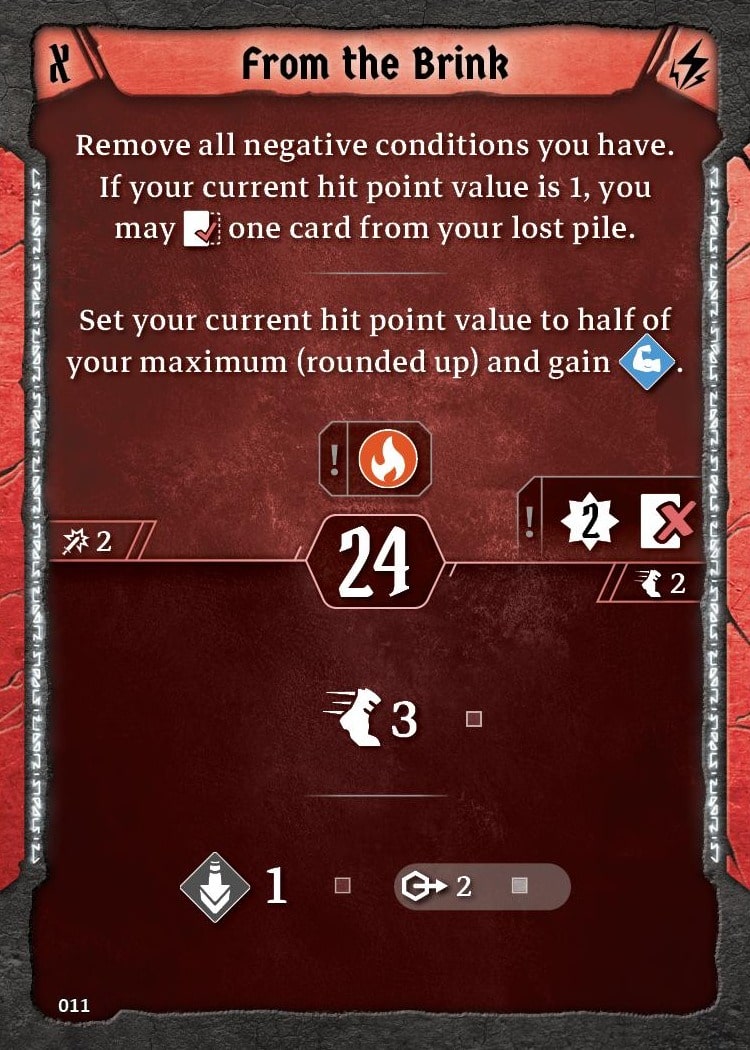 From the Brink
Remove all negative conditions you have.
If your current hit point value is 1, you
may one card from your lost pile.
Set your current hit point value to half of
your maximum (rounded up) and gain .
!
! 2
2
24
2
3
1 2
011